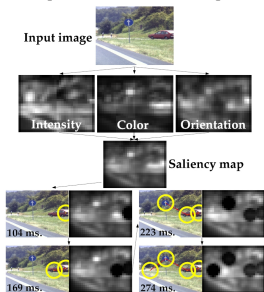 Input image
Intensity
Color
Orientation
Saliency map
104 ms.
223 ms.
169 ms.
274 ms.